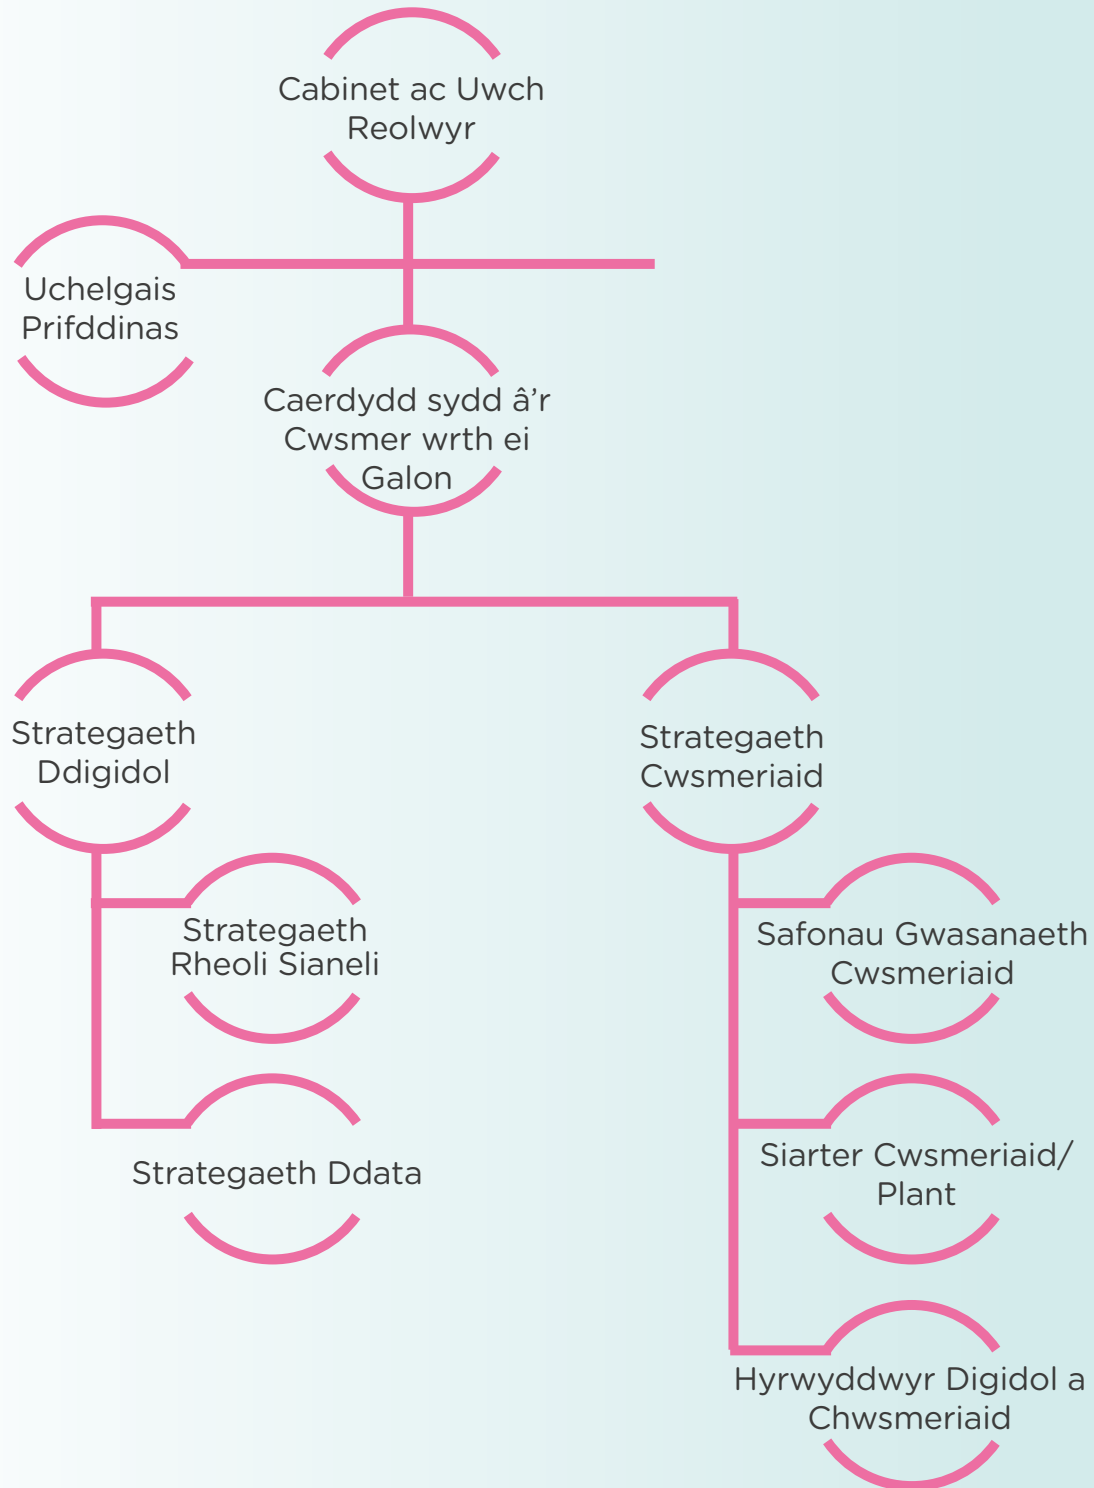 Cabinet ac Uwch
Reolwyr
Uchelgais
Prifddinas
Caerdydd sydd â’r
Cwsmer wrth ei
Galon
Strategaeth
Ddigidol
Strategaeth
Cwsmeriaid
Strategaeth
Rheoli Sianeli
Strategaeth Ddata
Safonau Gwasanaeth
Cwsmeriaid
Siarter Cwsmeriaid/
Plant
Hyrwyddwyr Digidol a
Chwsmeriaid